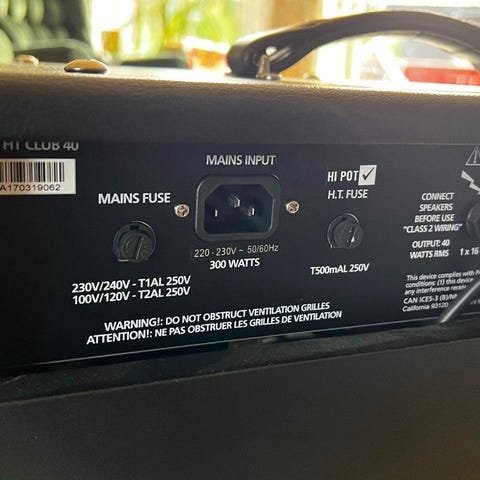 HT CLUB 40
A170319062
MAINS INPUT
MAINS FUSE
HI POT
H.T. FUSE
220 - 230V ~ 50/60Hz
300 WATTS
230V/240V - T1AL 250V
100V/120V - T2AL 250V
T500mAL 250V
WARNING!: DO NOT OBSTRUCT VENTILATION GRILLES
ATTENTION!: NE PAS OBSTRUER LES GRILLES DE VENTILATION
CONNECT
SPEAKERS
BEFORE USE
"CLASS 2 WIRING"
OUTPUT: 40
WATTS RMS
1 x 16
This device complies with
conditions: (1) this device
any interference
CAN ICES-3 (B)/
California 93120